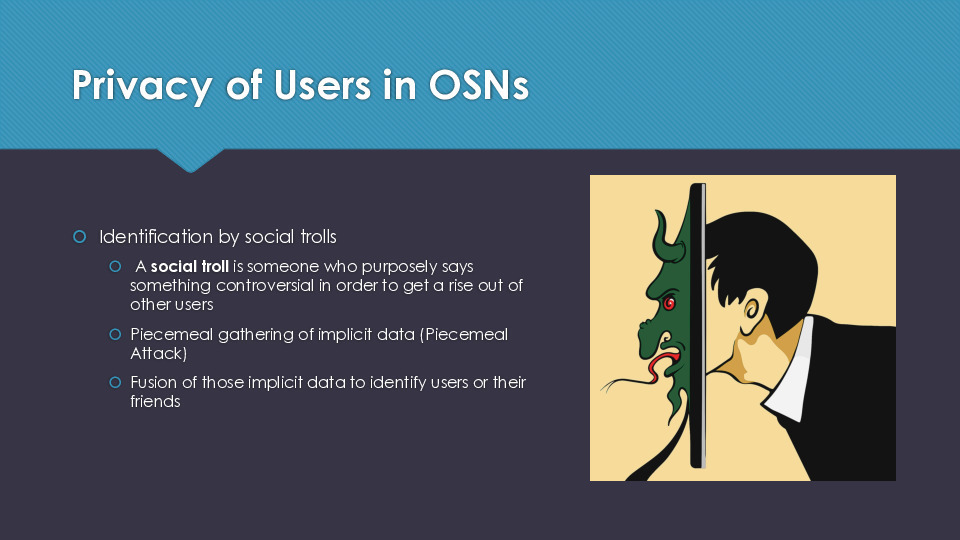 Privacy of Users in OSNs
Identification by social trolls
A social troll is someone who purposely says
something controversial in order to get a rise out of
other users
Piecemeal gathering of implicit data (Piecemeal
Attack)
Fusion of those implicit data to identify users or their
friends